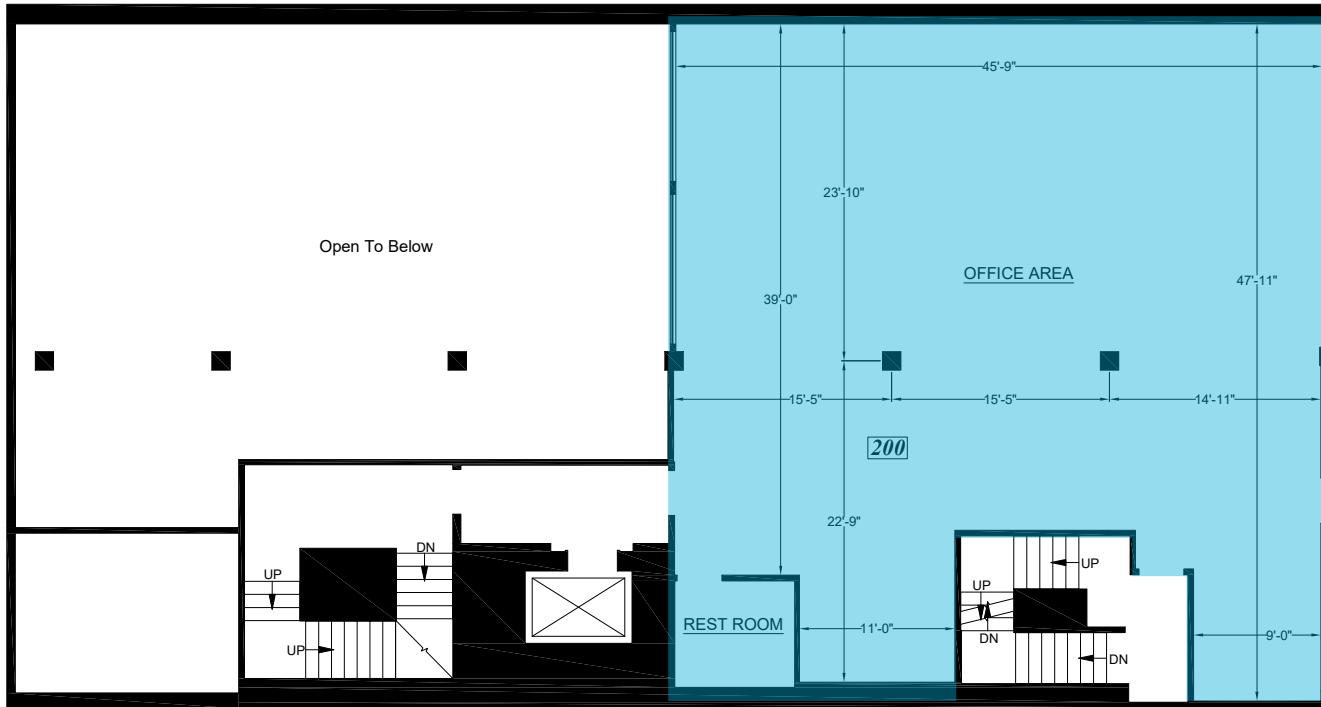 45'-9"
23'-10"
Open To Below
OFFICE AREA
47'-11"
39'-0"
15'-5"
15'-5"
14'-11"
200
22'-9"
DN
UP
UP
UP
DN
UP
REST ROOM
11'-0"
9'-0"
DN